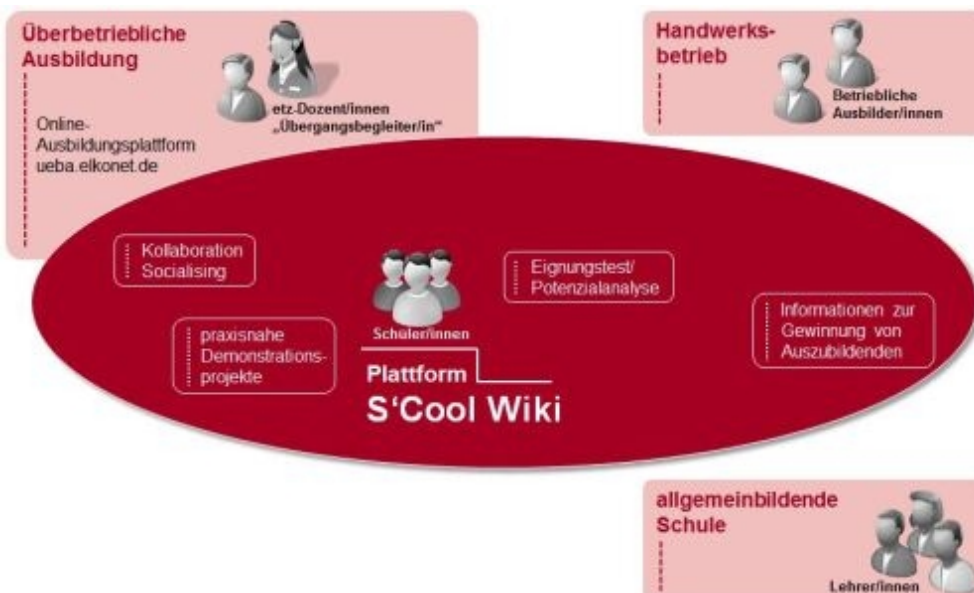 Überbetriebliche
Ausbildung
etz-Dozent/innen
„Übergangsbegleiter/in“
Online-
Ausbildungsplattform
ueba.elkonet.de
Handwerks-
betrieb
Betriebliche
Ausbilder/innen
Kollaboration
Socialising
praxisnahe
Demonstrations-
projekte
Schüler/innen
Eignungstest/
Potenzialanalyse
Informationen zur
Gewinnung von
Auszubildenden
Plattform
S‘Cool Wiki
allgemeinbildende
Schule
Lehrer/innen